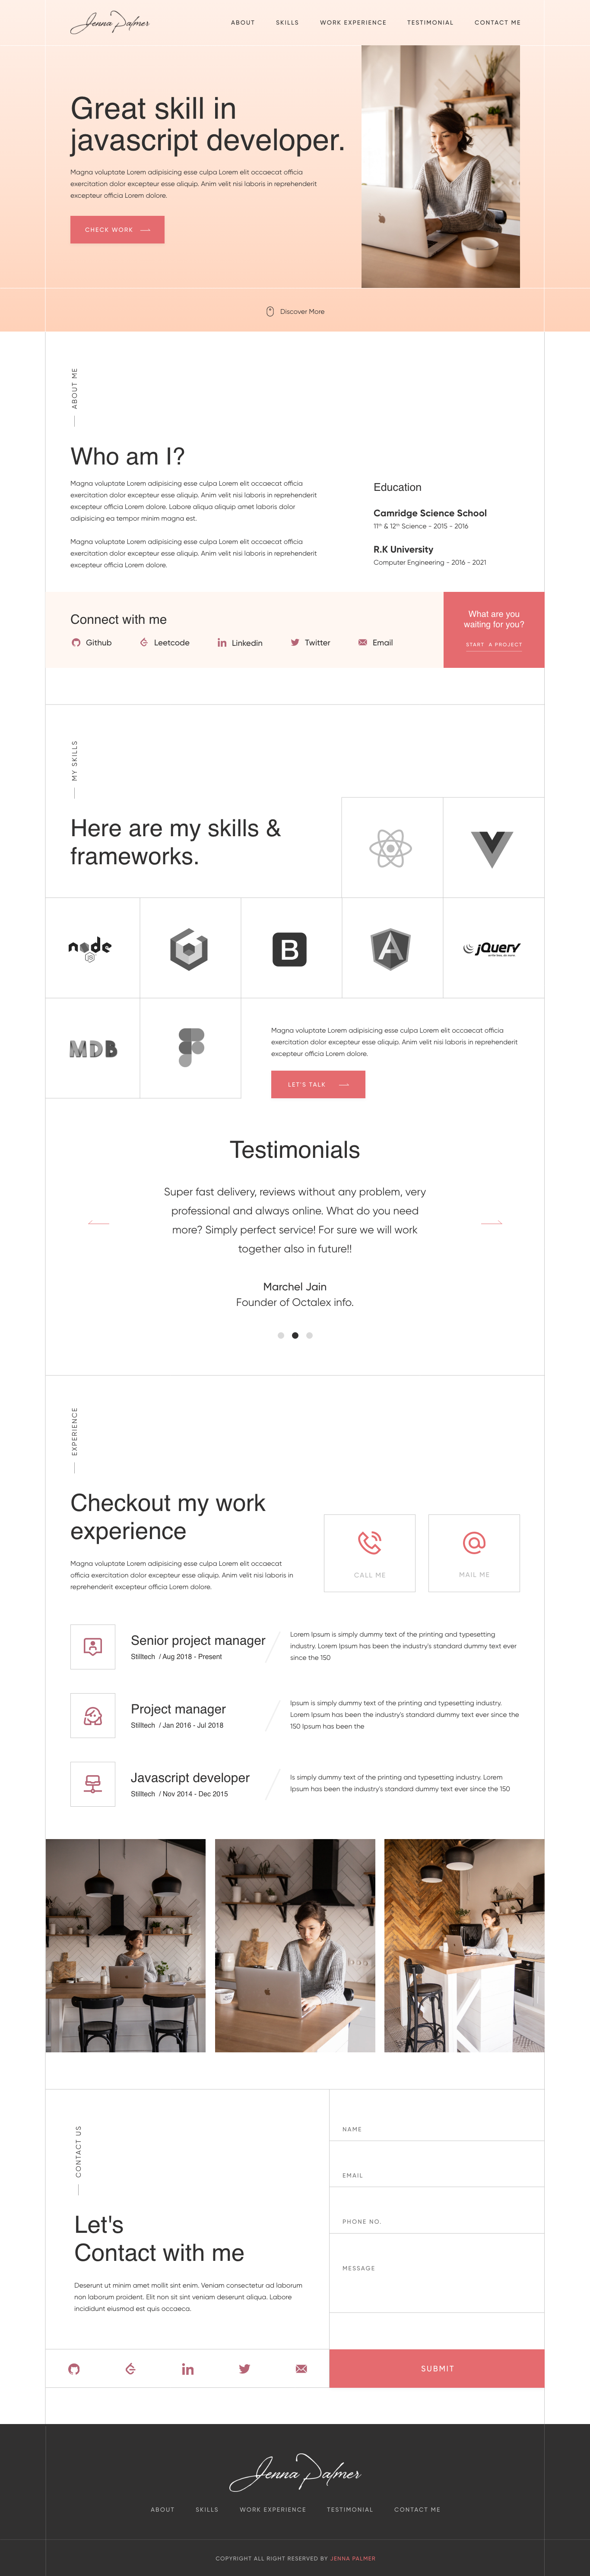 Jenna Palmer
ABOUT SKILLS WORK EXPERIENCE TESTIMONIAL CONTACT ME
Great skill in
javascript developer.
Magna voluptate Lorem adipisicing esse culpa Lorem elit occaecat officia
exercitation dolor excepteur esse aliquip. Anim velit nisi laboris in reprehenderit
excepteur officia Lorem dolore.
CHECK WORK
Discover More
ABOUT ME
Who am I?
Magna voluptate Lorem adipisicing esse culpa Lorem elit occaecat officia
exercitation dolor excepteur esse aliquip. Anim velit nisi laboris in reprehenderit
excepteur officia Lorem dolore. Labore aliqua aliquip amet laboris dolor
adipisicing ea tempor minim magna est.
Magna voluptate Lorem adipisicing esse culpa Lorem elit occaecat officia
exercitation dolor excepteur esse aliquip. Anim velit nisi laboris in reprehenderit
excepteur officia Lorem dolore.
Education
Camridge Science School
11th & 12th Science - 2015 - 2016
R.K University
Computer Engineering - 2016 - 2021
Connect with me
Github Leetcode Linkedin Twitter Email
What are you
waiting for you?
START A PROJECT
MY SKILLS
Here are my skills &
frameworks.
node
JS
B
A
jQuery
MDB
Magna voluptate Lorem adipisicing esse culpa Lorem elit occaecat officia
exercitation dolor excepteur esse aliquip. Anim velit nisi laboris in reprehenderit
excepteur officia Lorem dolore.
LET'S TALK
Testimonials
Super fast delivery, reviews without any problem, very
professional and always online. What do you need
more? Simply perfect service! For sure we will work
together also in future!!
Marchel Jain
Founder of Octalex info.
EXPERIENCE
Checkout my work
experience
Magna voluptate Lorem adipisicing esse culpa Lorem elit occaecat
officia exercitation dolor excepteur esse aliquip. Anim velit nisi laboris in
reprehenderit excepteur officia Lorem dolore.
CALL ME
MAIL ME
Senior project manager
Stilltech / Aug 2018 - Present
Lorem Ipsum is simply dummy text of the printing and typesetting
industry. Lorem Ipsum has been the industry's standard dummy text ever
since the 150
Project manager
Stilltech / Jan 2016 - Jul 2018
Ipsum is simply dummy text of the printing and typesetting industry.
Lorem Ipsum has been the industry's standard dummy text ever since the
150 Ipsum has been the
Javascript developer
Stilltech / Nov 2014 - Dec 2015
Is simply dummy text of the printing and typesetting industry. Lorem
Ipsum has been the industry's standard dummy text ever since the 150
CONTACT US
Let's
Contact with me
Deserunt ut minim amet mollit sint enim. Veniam consectetur ad laborum
non laborum proident. Elit non sit sint veniam deserunt aliqua. Labore
incididunt eiusmod est quis occaeca.
NAME
EMAIL
PHONE NO.
MESSAGE
SUBMIT
Jenna Palmer
ABOUT SKILLS WORK EXPERIENCE TESTIMONIAL CONTACT ME
COPYRIGHT ALL RIGHT RESERVED BY JENNA PALMER